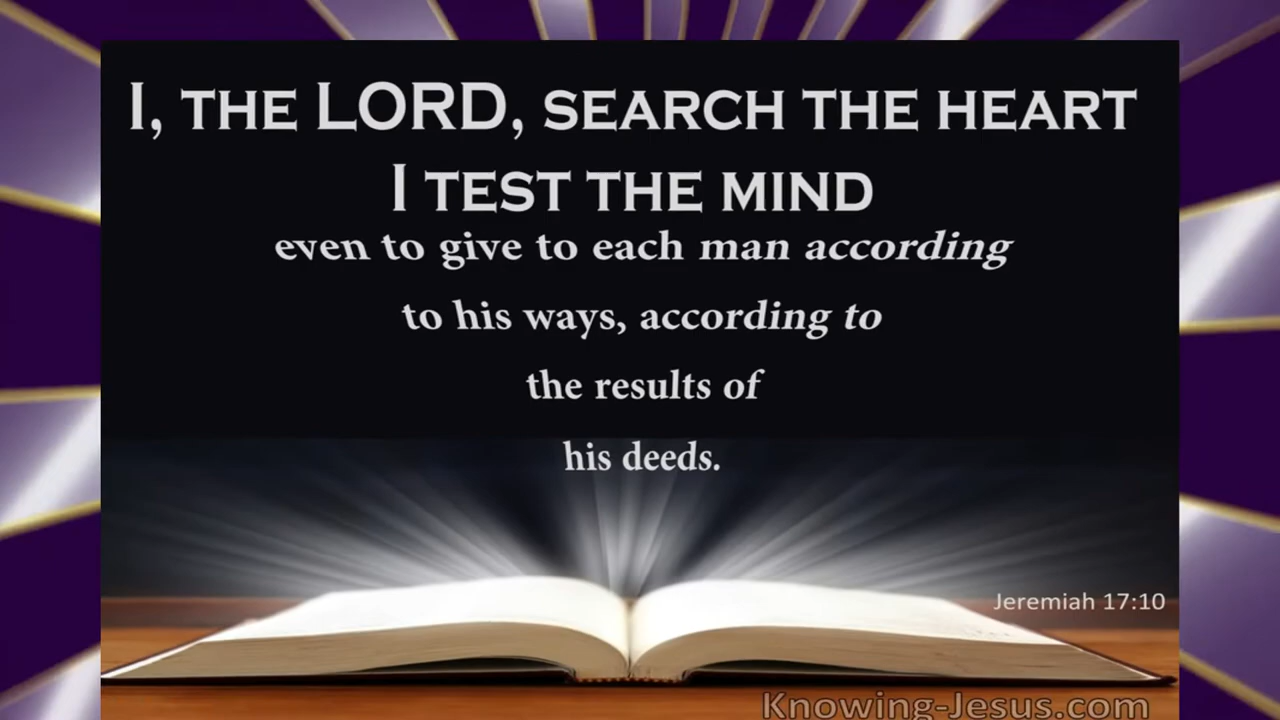 I, THE LORD, SEARCH THE HEART
I TEST THE MIND
even to give to each man according
to his ways, according to
the results of
his deeds.
Jeremiah 17:10
Knowing-Jesus.com